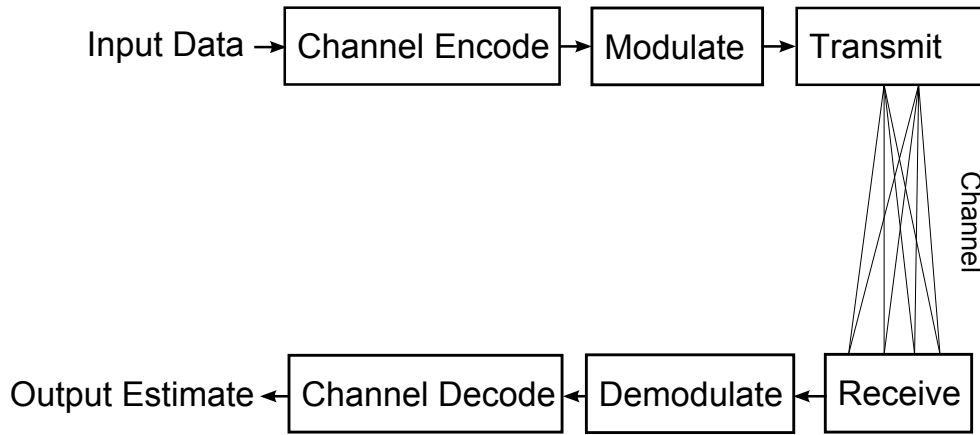 Input Data
Channel Encode
Modulate
Transmit
Channel
Output Estimate
Channel Decode
Demodulate
Receive